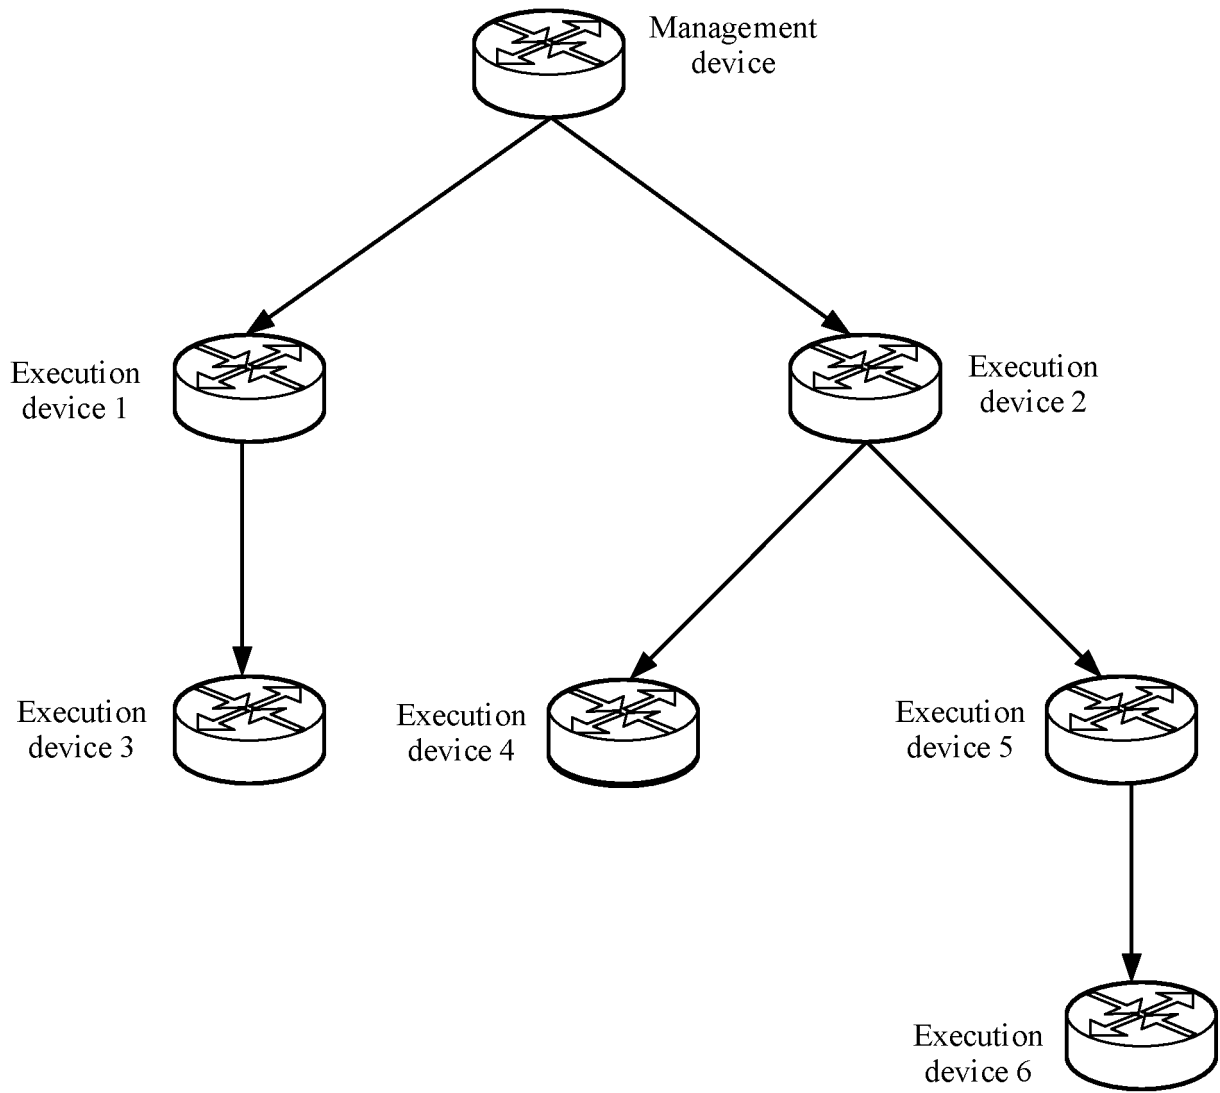 Management
device
Execution
device 1
Execution
device 2
Execution
device 3
Execution
device 4
Execution
device 5
Execution
device 6